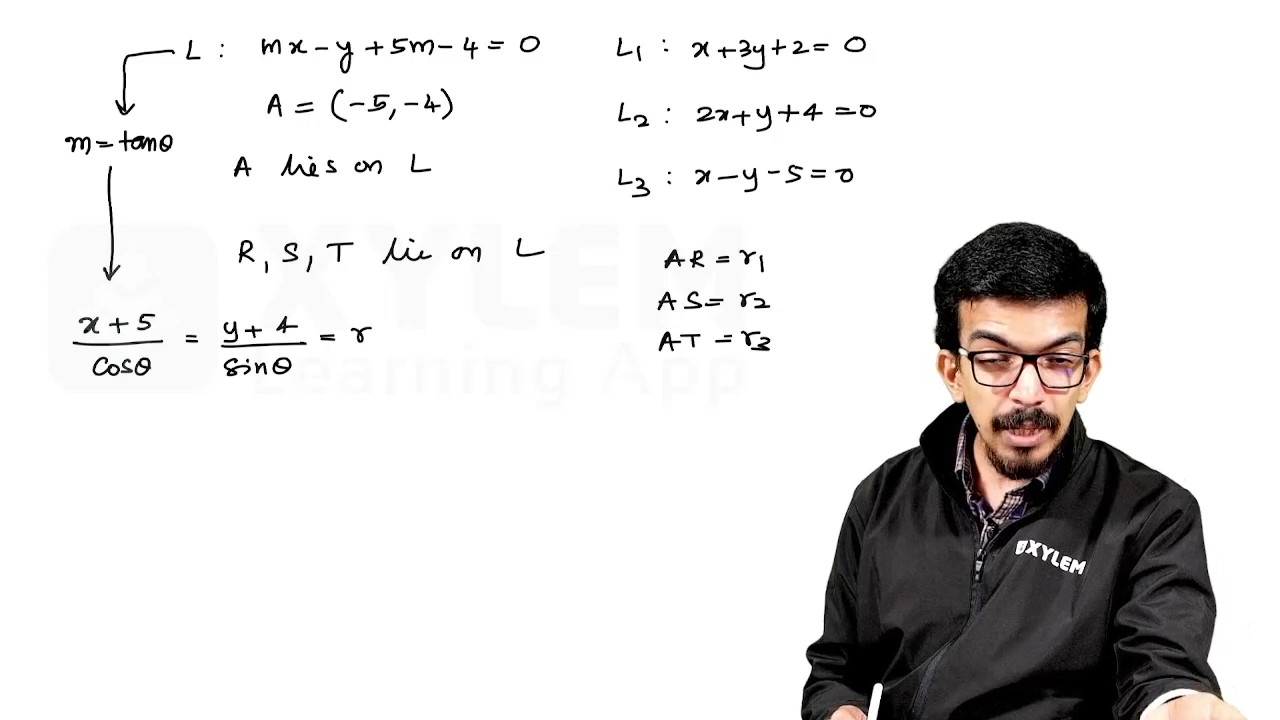 L : mx - y + 5m - 4 = 0
A = (-5, -4)
m = tanθ
A lies on L
R, S, T lie on L
x + 5 / cosθ = y + 4 / sinθ = r
L1 : x + 3y + 2 = 0
L2 : 2x + y + 4 = 0
L3 : x - y - 5 = 0
AR = r1
AS = r2
AT = r3
XYLEM
Learning App
XYLEM